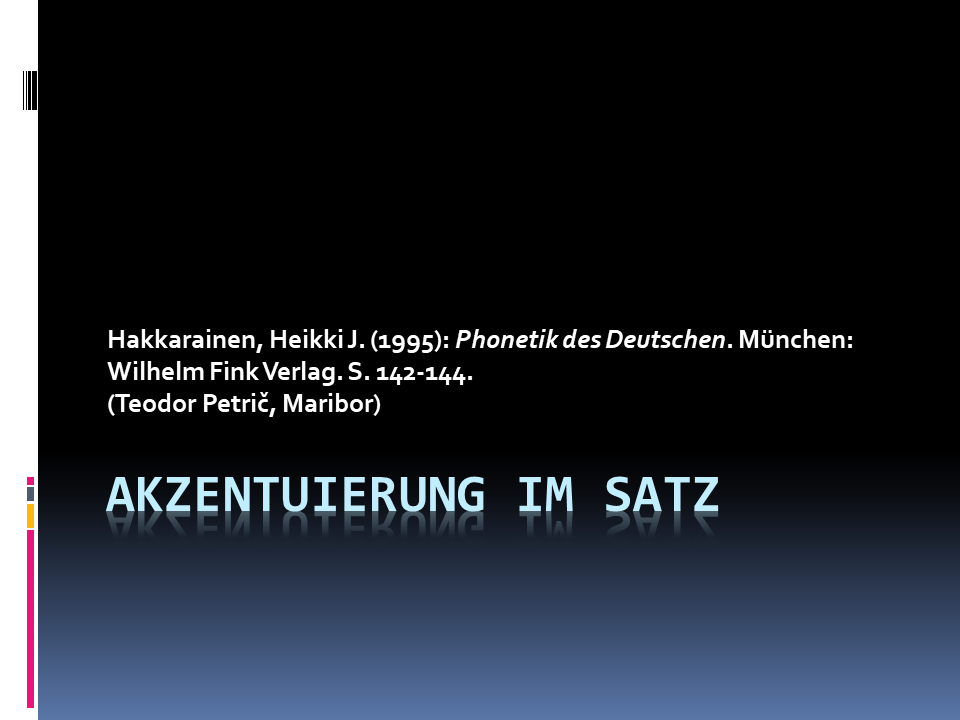 Hakkarainen, Heikki J. (1995): Phonetik des Deutschen. München:
Wilhelm Fink Verlag. S. 142-144.
(Teodor Petrič, Maribor)
AKZENTUIERUNG IM SATZ